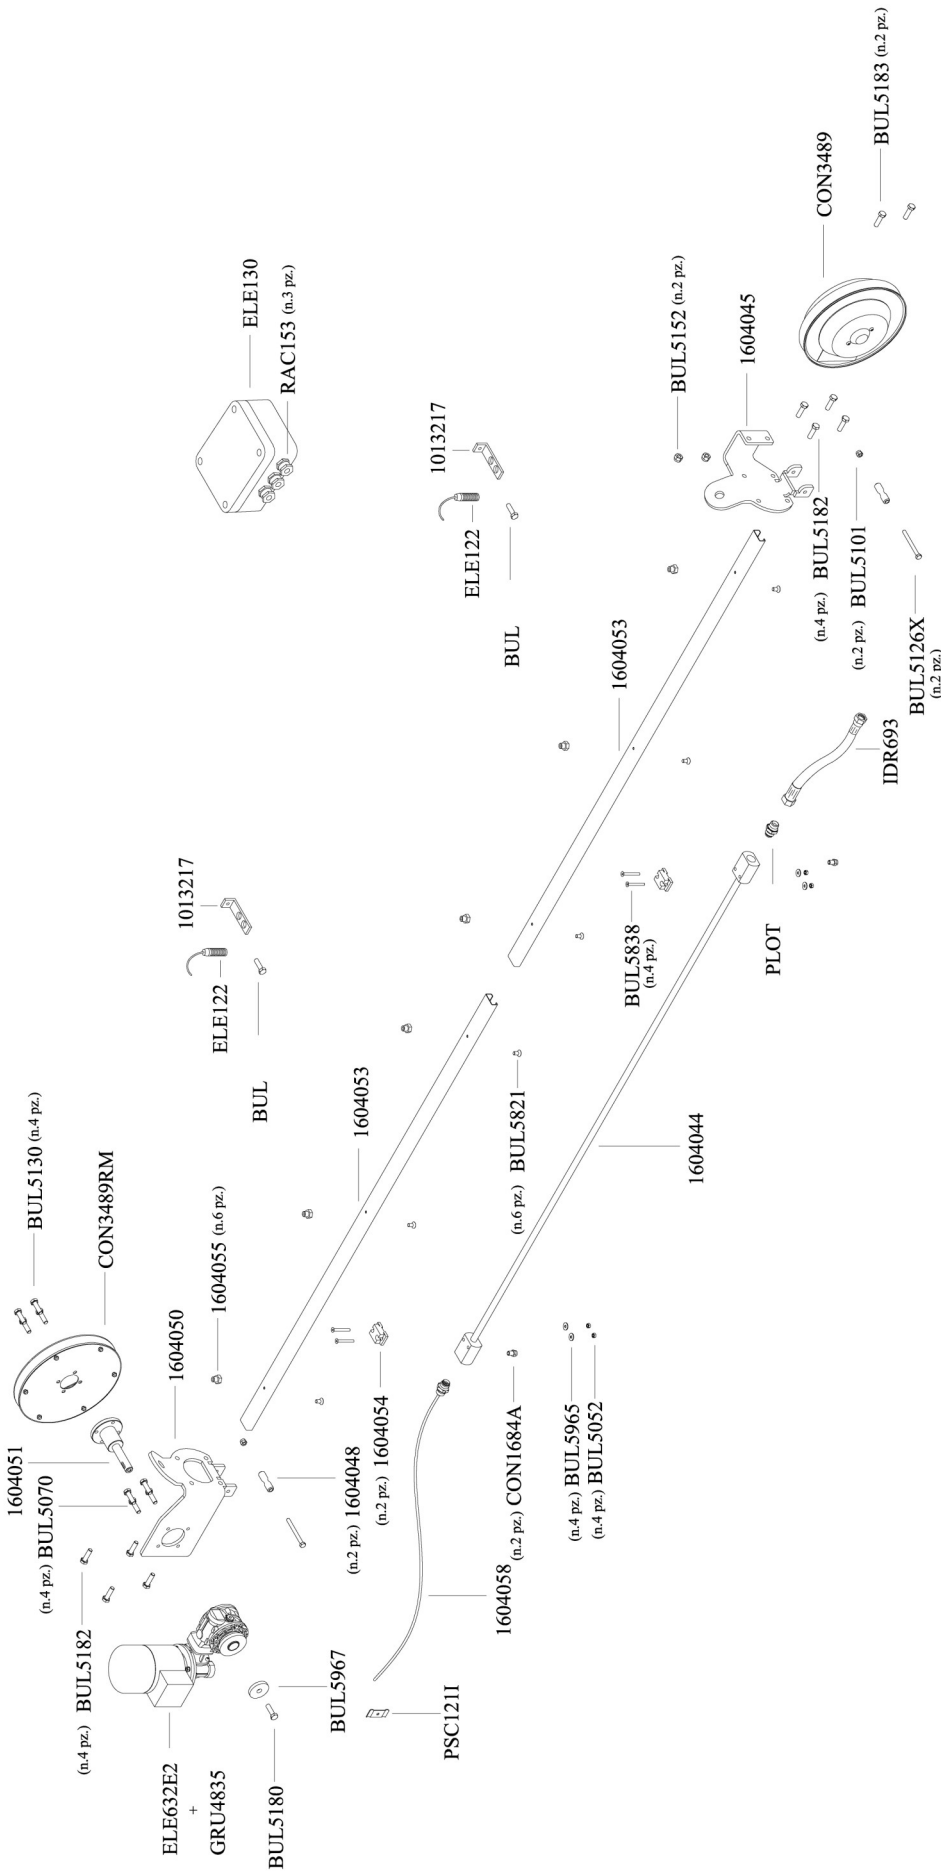 BUL5183 (n.2 pz.)
CON3489
ELE130
RAC153 (n.3 pz.)
BUL5152 (n.2 pz.)
1604045
1013217
ELE122
BUL
(n.4 pz.) BUL5182
(n.2 pz.) BUL5101
BUL5126X
(n.2 pz.)
1604053
IDR693
1013217
ELE122
BUL
BUL5838
(n.4 pz.)
PLOT
1604053
(n.6 pz.) BUL5821
1604044
BUL5130 (n.4 pz.)
CON3489RM
1604055 (n.6 pz.)
1604050
1604051
(n.4 pz.) BUL5070
(n.4 pz.) BUL5182
(n.2 pz.) 1604048
(n.2 pz.) 1604054
(n.2 pz.) CON1684A
(n.4 pz.) BUL5965
(n.4 pz.) BUL5052
1604058
BUL5967
PSC121I
ELE632E2
+
GRU4835
BUL5180